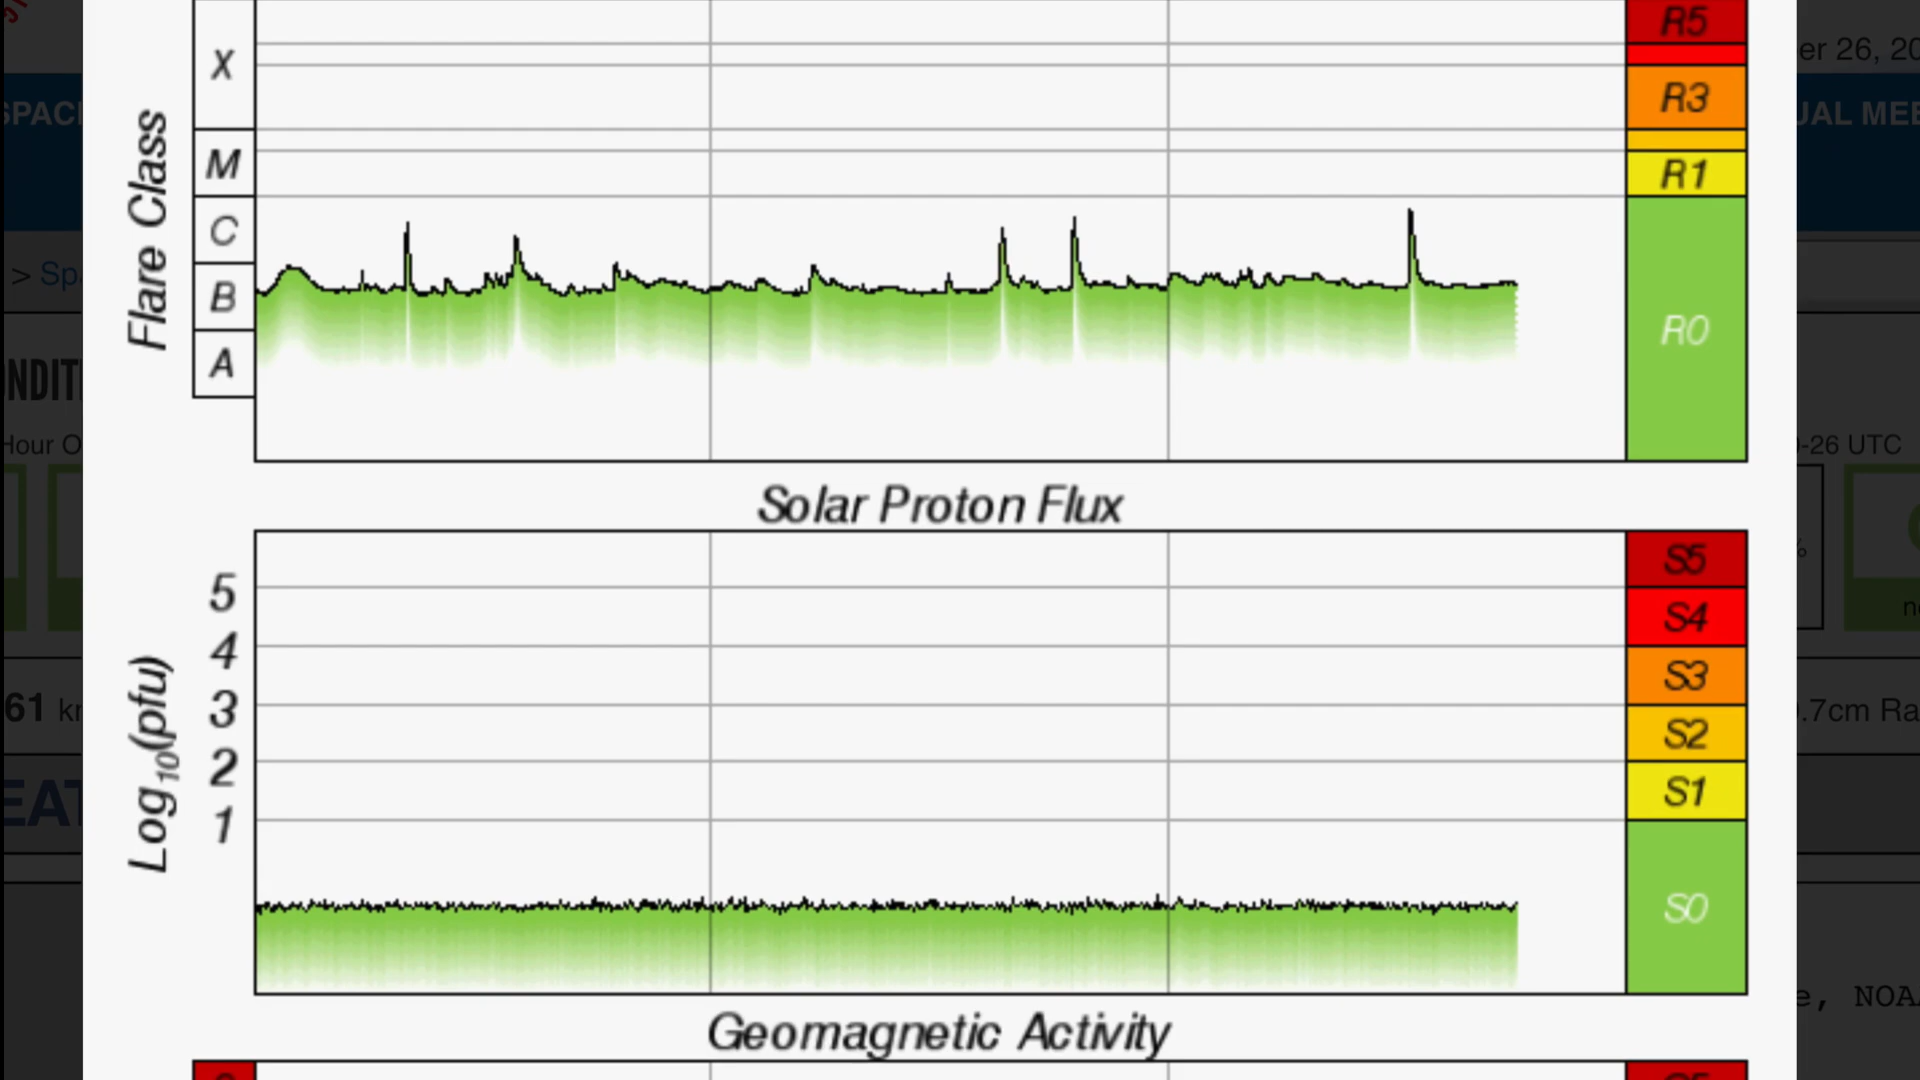 R5
er 26, 20
X
R3
SPAC
UAL MEE
Flare Class
M
R1
C
> Sp
B
R0
A
NDIT
Hour O
-26 UTC
Solar Proton Flux
S5
5
S4
4
S3
Log10(pfu)
3
61 k
.7cm Ra
S2
2
S1
EAT
1
S0
e, NOA
Geomagnetic Activity